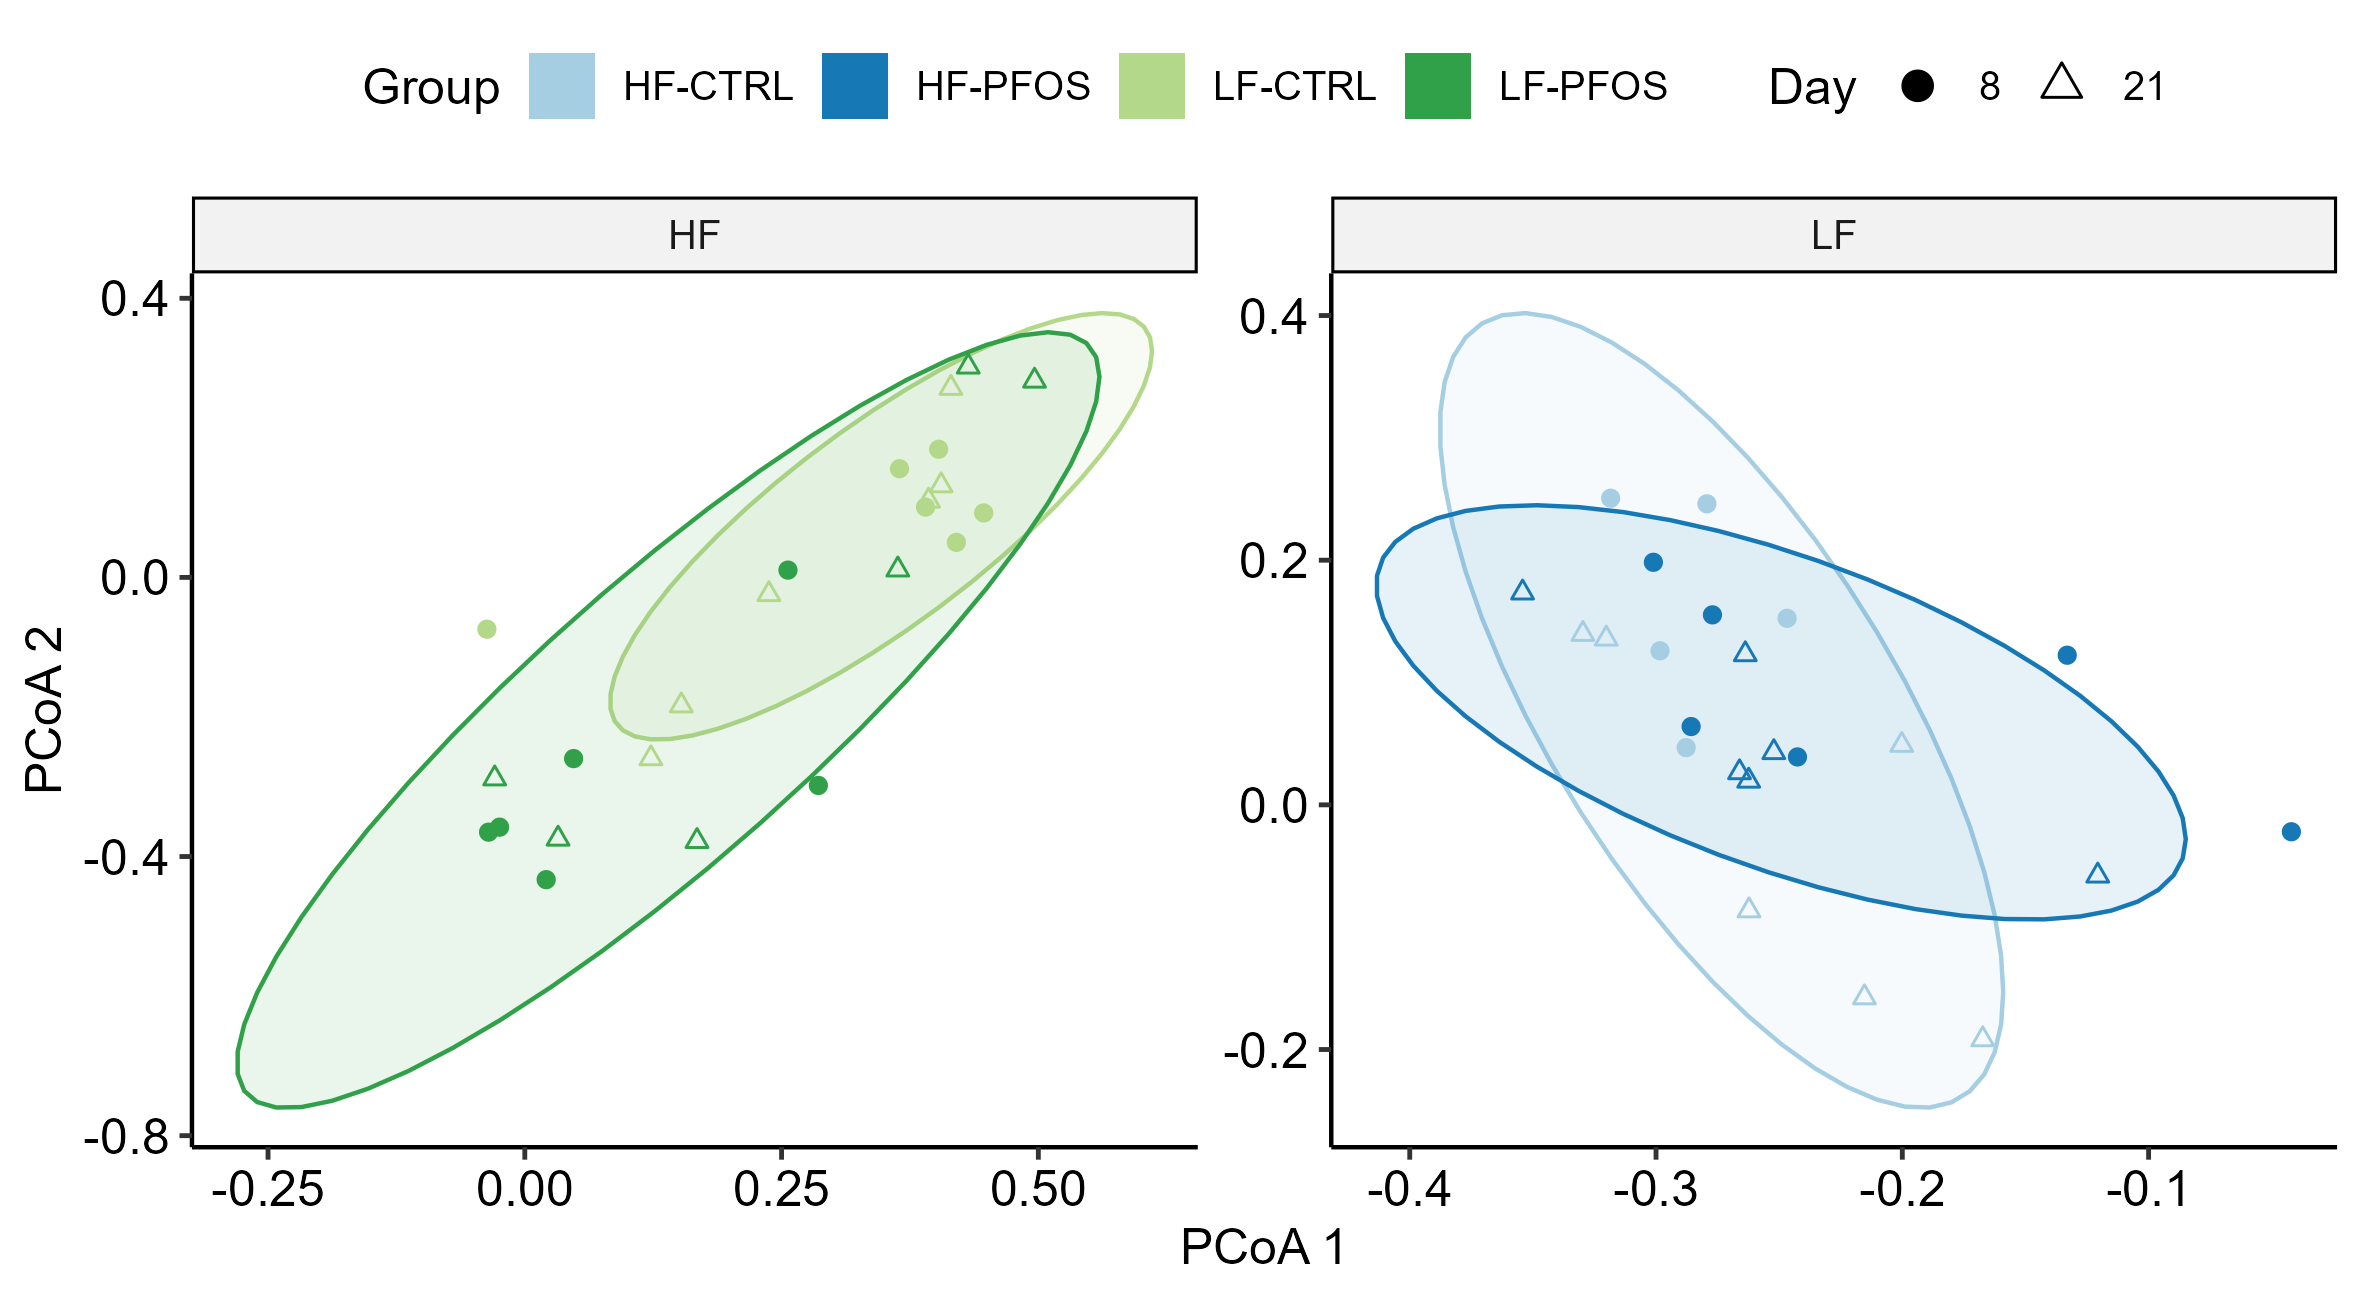 Group HF-CTRL HF-PFOS LF-CTRL LF-PFOS Day 8 21
HF
LF
0.4
0.0
-0.4
-0.8
PCoA 2
0.4
0.2
0.0
-0.2
-0.25 0.00 0.25 0.50
-0.4 -0.3 -0.2 -0.1
PCoA 1